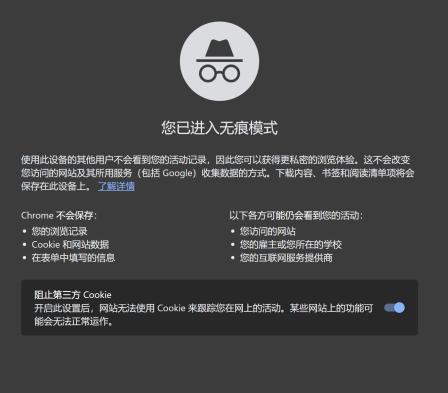 您已进入无痕模式
使用此设备的其他用户不会看到您的活动记录，因此您可以获得更私密的浏览体验。这不会改变
您访问的网站及其所用服务（包括 Google）收集数据的方式。下载内容、书签和阅读清单项将会
保存在此设备上。 了解详情
Chrome 不会保存：
• 您的浏览记录
• Cookie 和网站数据
• 在表单中填写的信息
以下各方可能仍会看到您的活动：
• 您访问的网站
• 您的雇主或您所在的学校
• 您的互联网服务提供商
阻止第三方 Cookie
开启此设置后，网站无法使用 Cookie 来跟踪您在网上的活动。某些网站上的功能可
能会无法正常运作。